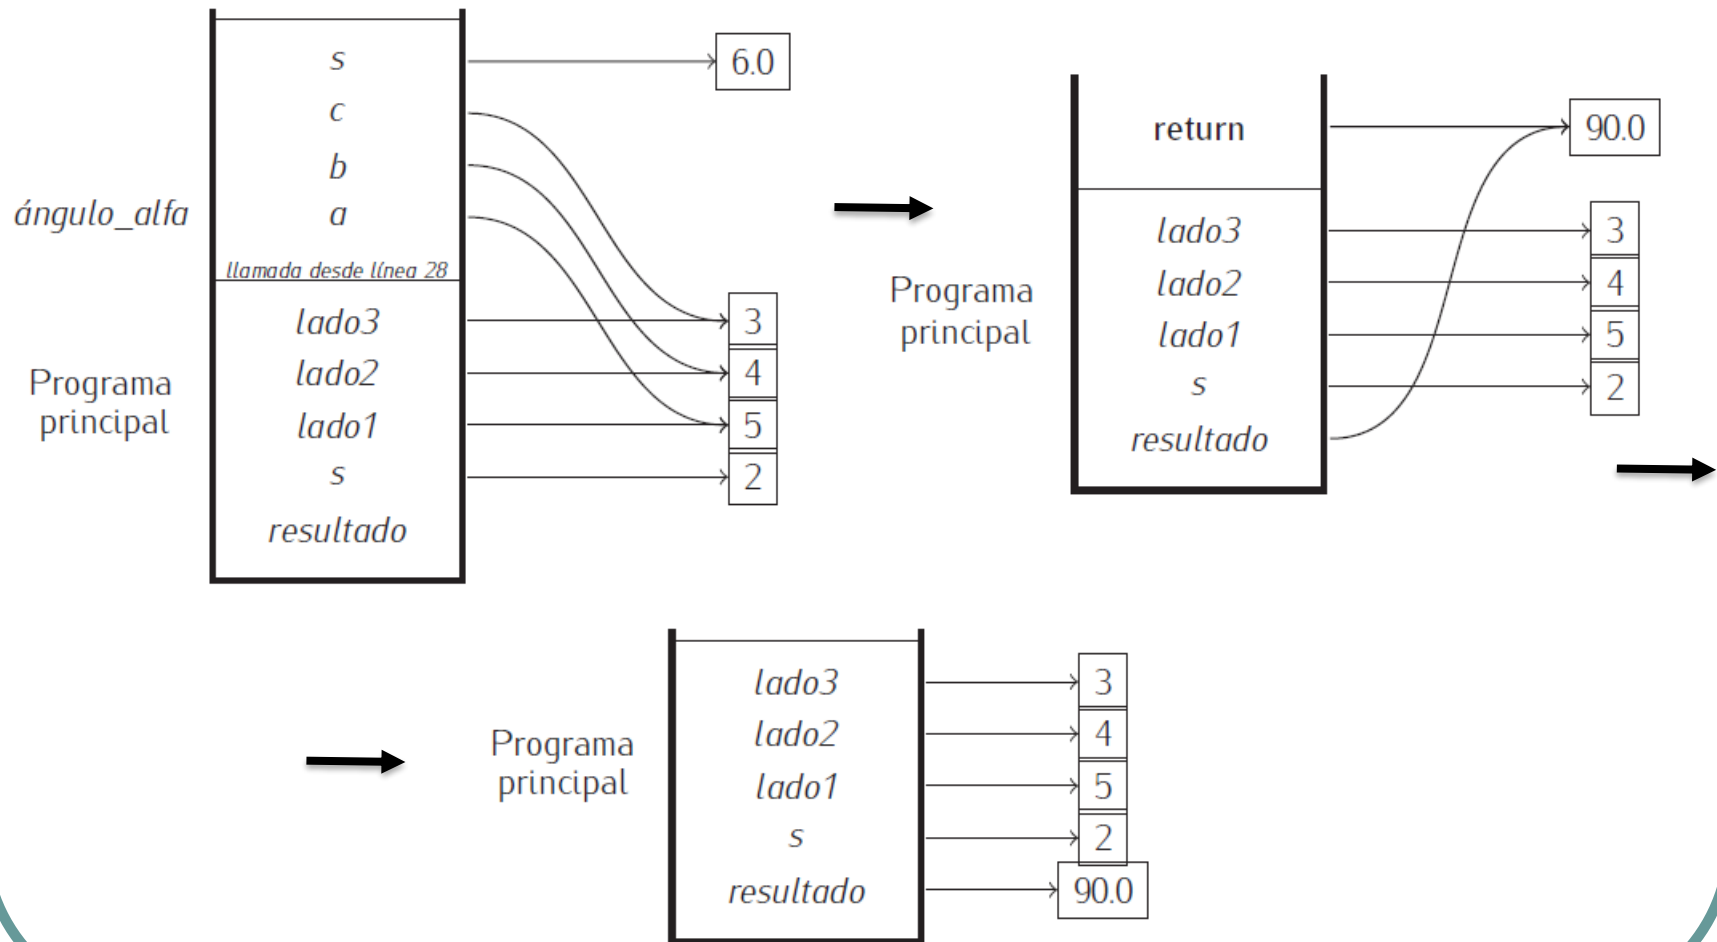 s
6.0
c
b
ángulo_alfa
a
llamada desde línea 28
lado3
3
Programa
principal
lado2
4
lado1
5
s
2
resultado
return
90.0
Programa
principal
lado3
3
lado2
4
lado1
5
s
2
resultado
Programa
principal
lado3
3
lado2
4
lado1
5
s
2
resultado
90.0